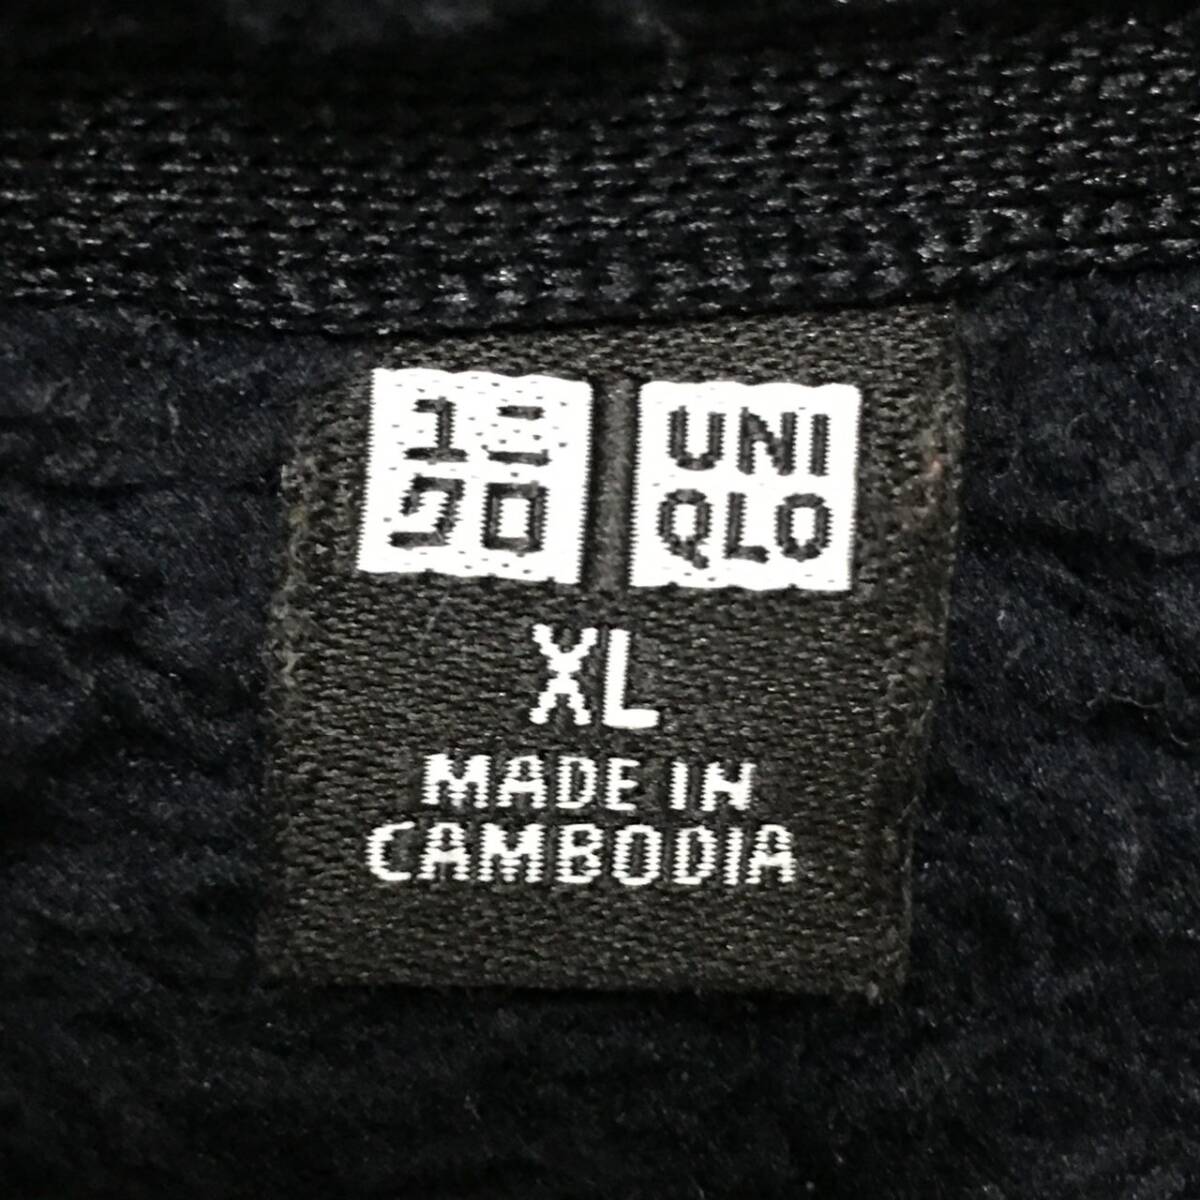 ユニ
クロ
UNI
QLO
XL
MADE IN
CAMBODIA